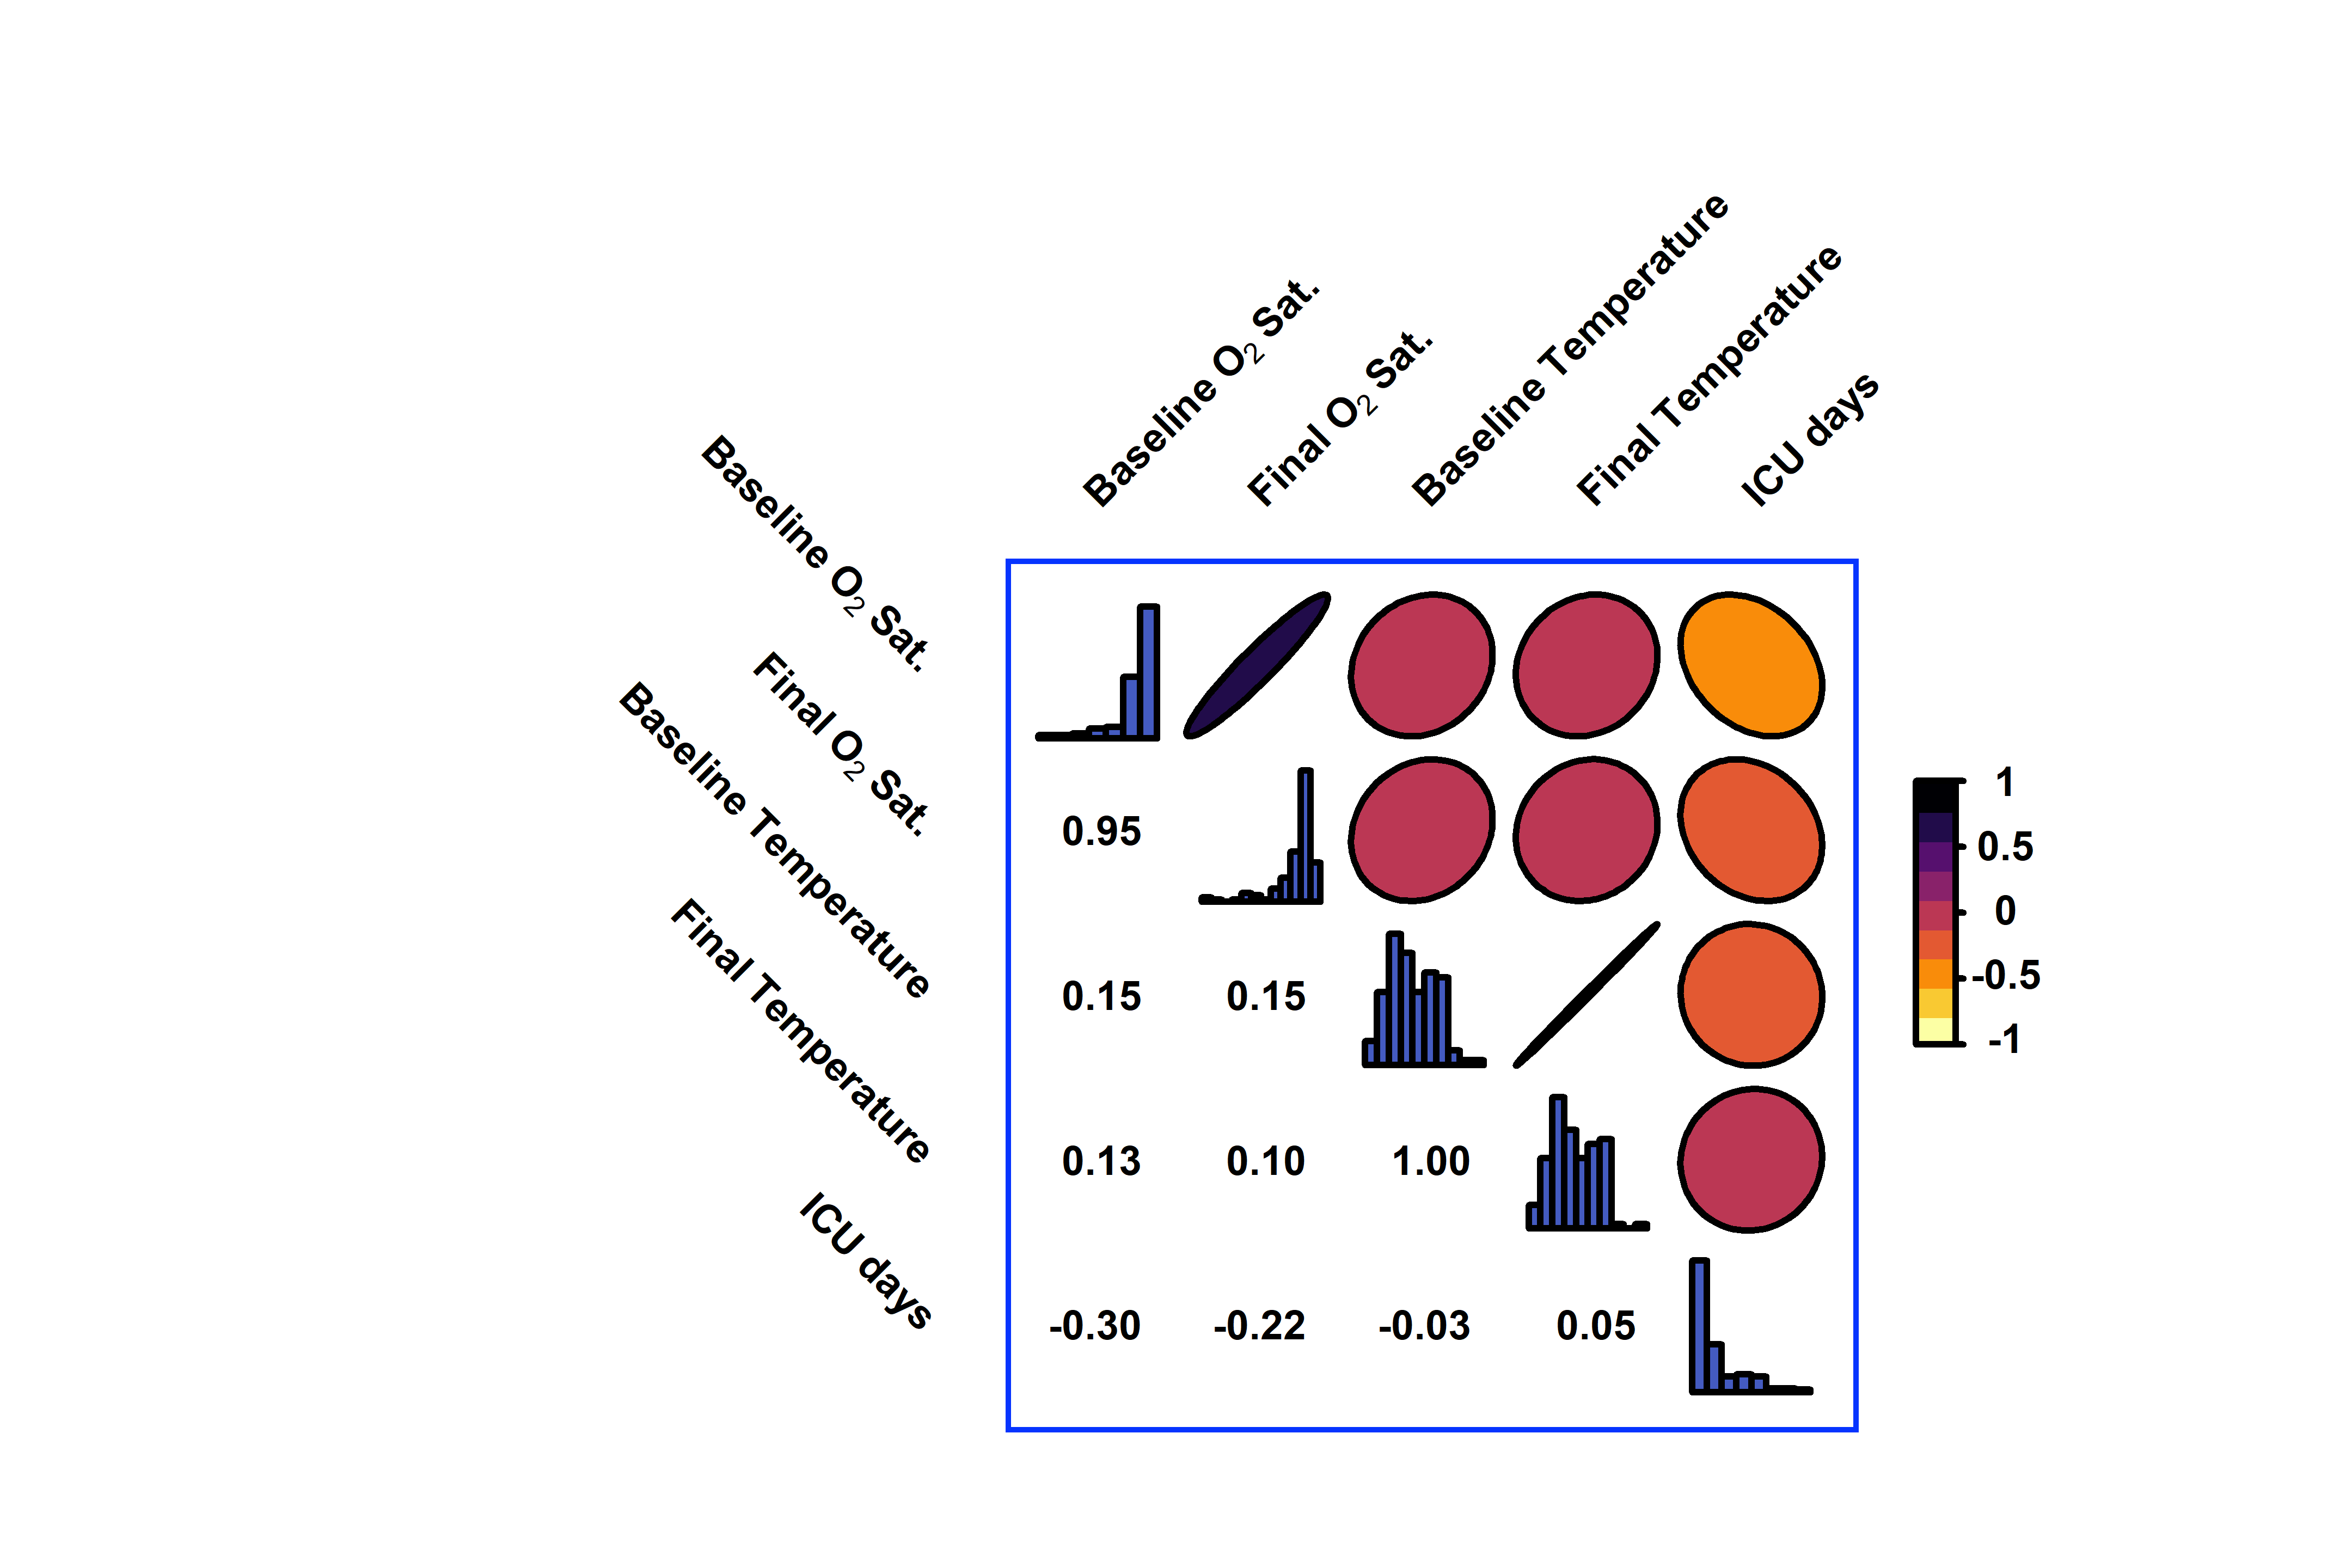 Baseline O₂ Sat.
Final O₂ Sat.
Baseline Temperature
Final Temperature
ICU days
Baseline O₂ Sat.
Final O₂ Sat.
Baseline Temperature
Final Temperature
ICU days
0.95
0.15 0.15
0.13 0.10 1.00
-0.30 -0.22 -0.03 0.05
1
0.5
0
-0.5
-1